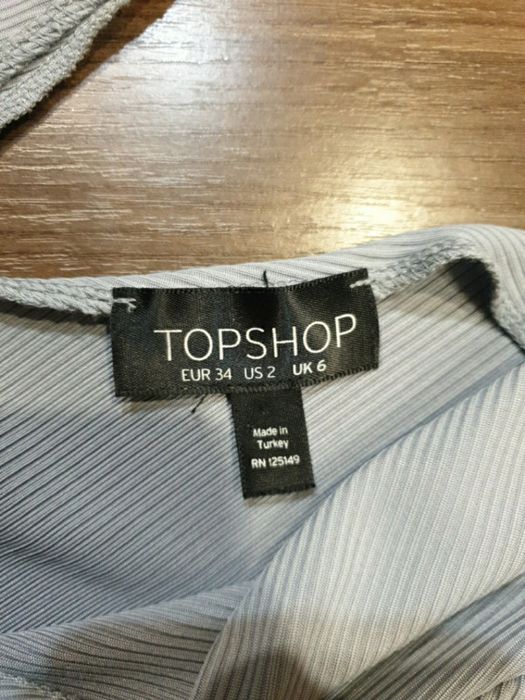 TOPSHOP
EUR 34 US 2 UK 6
Made in
Turkey
RN 125149